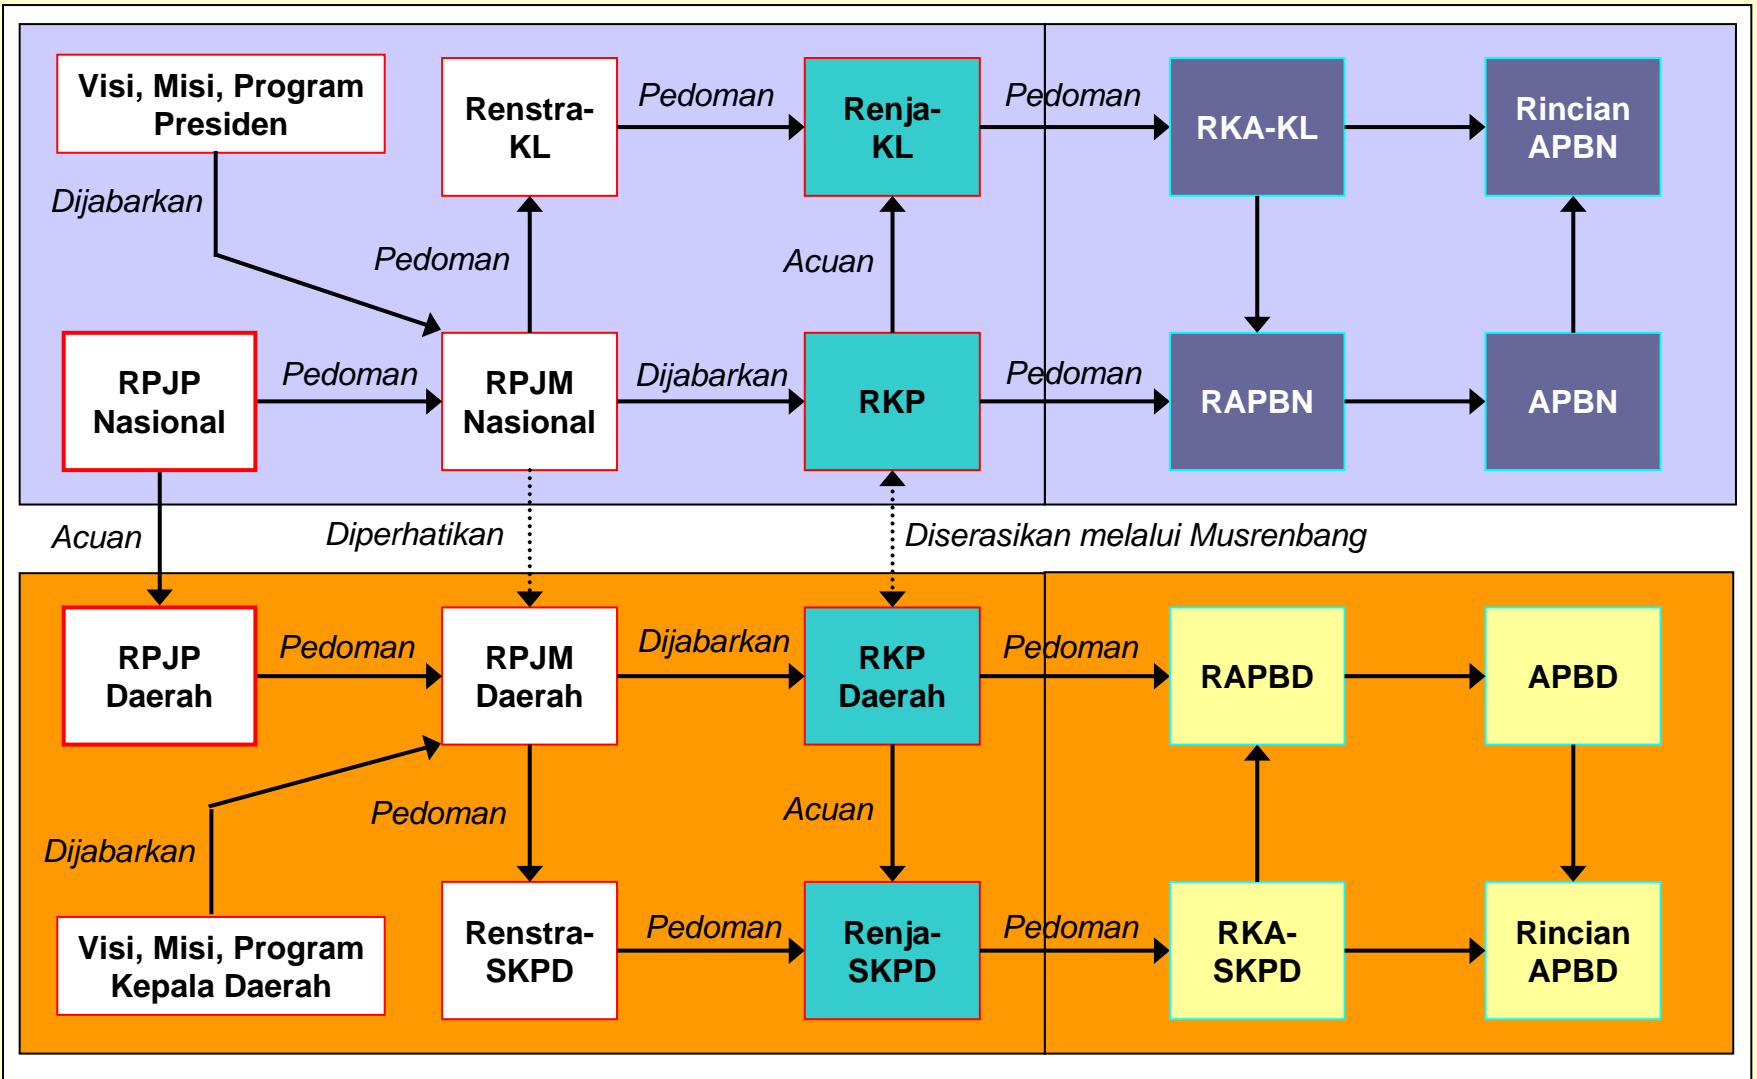 Visi, Misi, Program
Presiden
Renstra-
KL
Pedoman
Renja-
KL
Pedoman
RKA-KL
Rincian
APBN
Dijabarkan
Pedoman
Acuan
RPJP
Nasional
Pedoman
RPJM
Nasional
Dijabarkan
RKP
Pedoman
RAPBN
APBN
Acuan
Diperhatikan
Diserasikan melalui Musrenbang
RPJP
Daerah
Pedoman
RPJM
Daerah
Dijabarkan
RKP
Daerah
Pedoman
RAPBD
APBD
Dijabarkan
Pedoman
Acuan
Visi, Misi, Program
Kepala Daerah
Renstra-
SKPD
Pedoman
Renja-
SKPD
Pedoman
RKA-
SKPD
Rincian
APBD